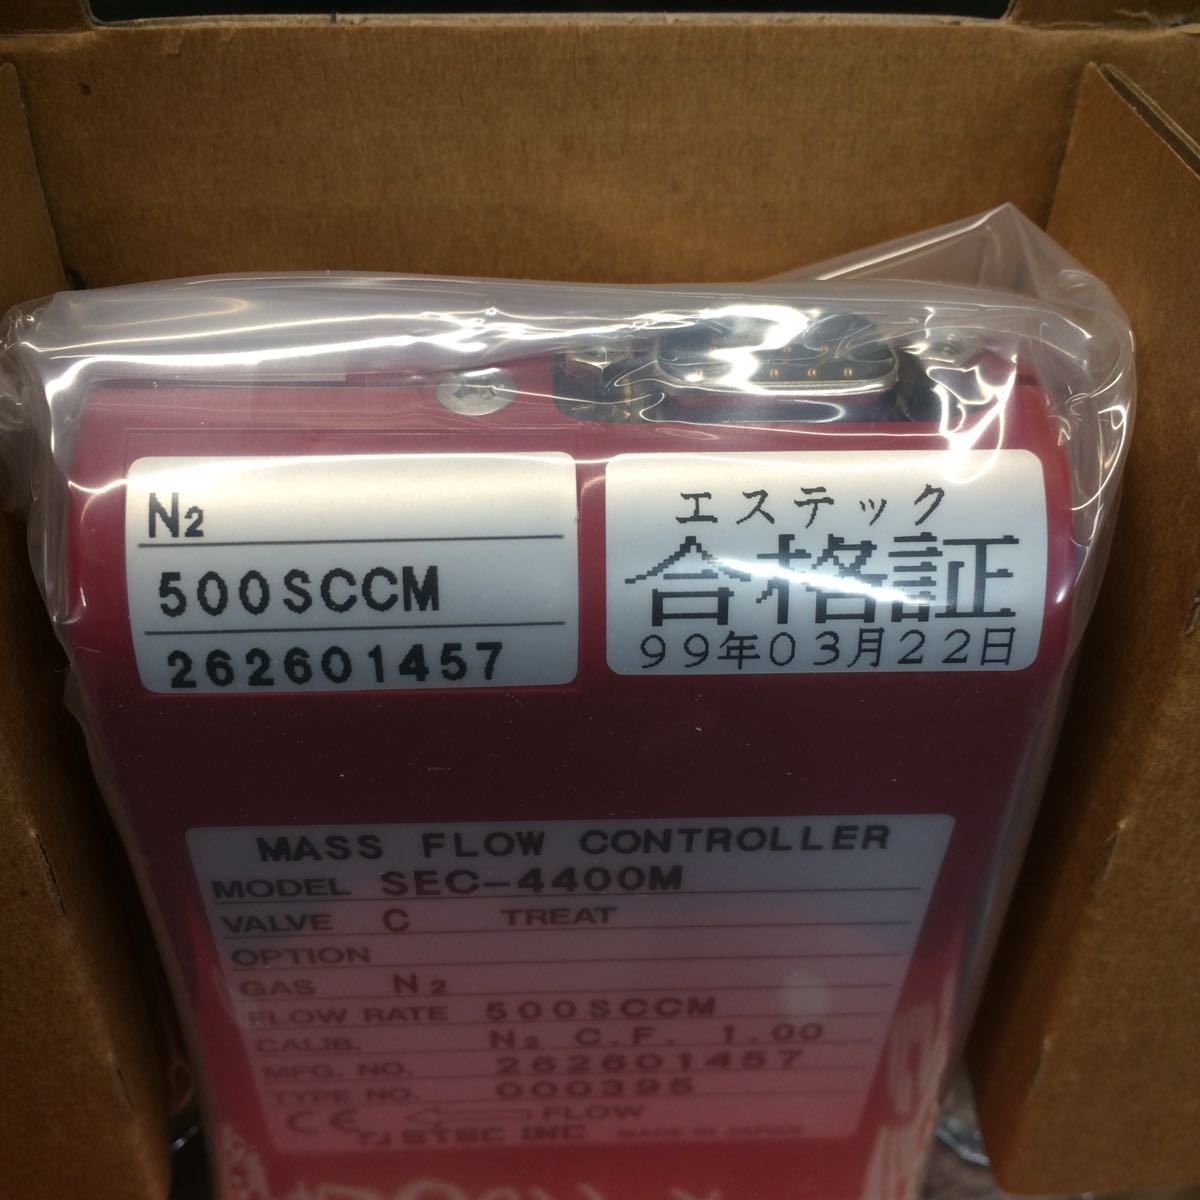 N2
500SCCM
262601457
エステック
合格証
99年03月22日
MASS FLOW CONTROLLER
MODEL SEC-4400M
VALVE C TREAT
OPTION
GAS N2
FLOW RATE 500SCCM
CALIB. N2 C.F. 1.00
MFG. NO. 262601457
TYPE NO. 000395
CE FLOW
STEC INC MADE IN JAPAN